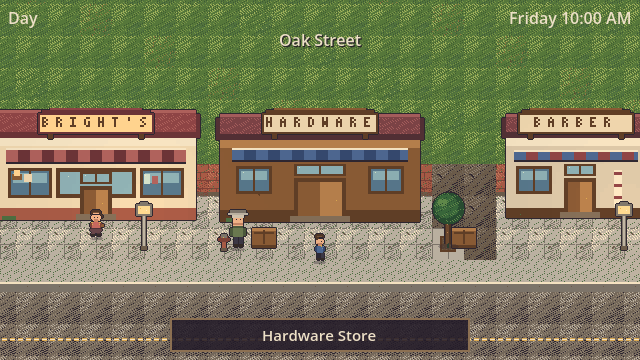 Day
Friday 10:00 AM
Oak Street
BRIGHT'S
HARDWARE
BARBER
Hardware Store